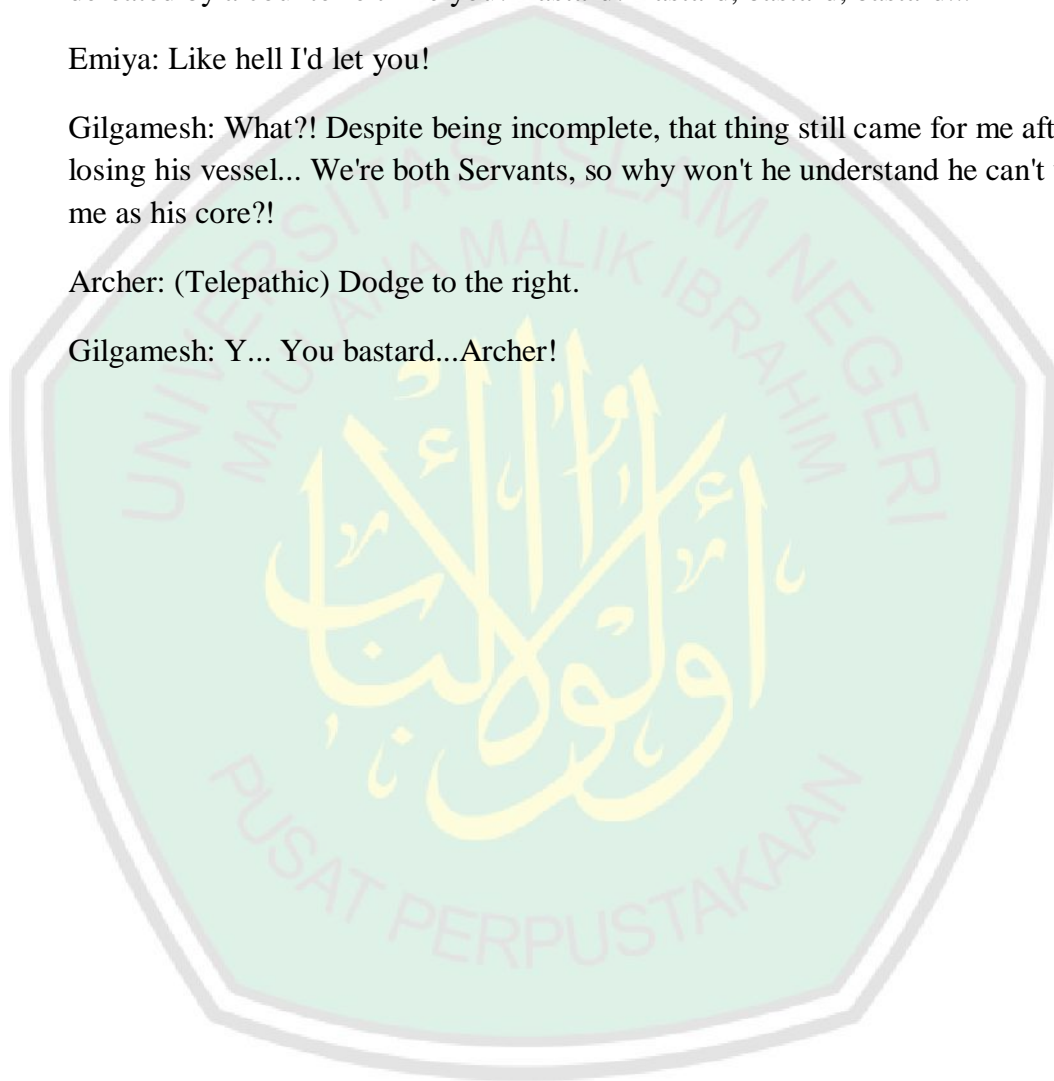 Emiya: Like hell I'd let you!
Gilgamesh: What?! Despite being incomplete, that thing still came for me aft
losing his vessel... We're both Servants, so why won't he understand he can't
me as his core?!
Archer: (Telepathic) Dodge to the right.
Gilgamesh: Y... You bastard...Archer!
UNIVERSITAS ISLAM NEGERI
MAULANA MALIK IBRAHIM
أولو الألباب
PUSAT PERPUSTAKAAN